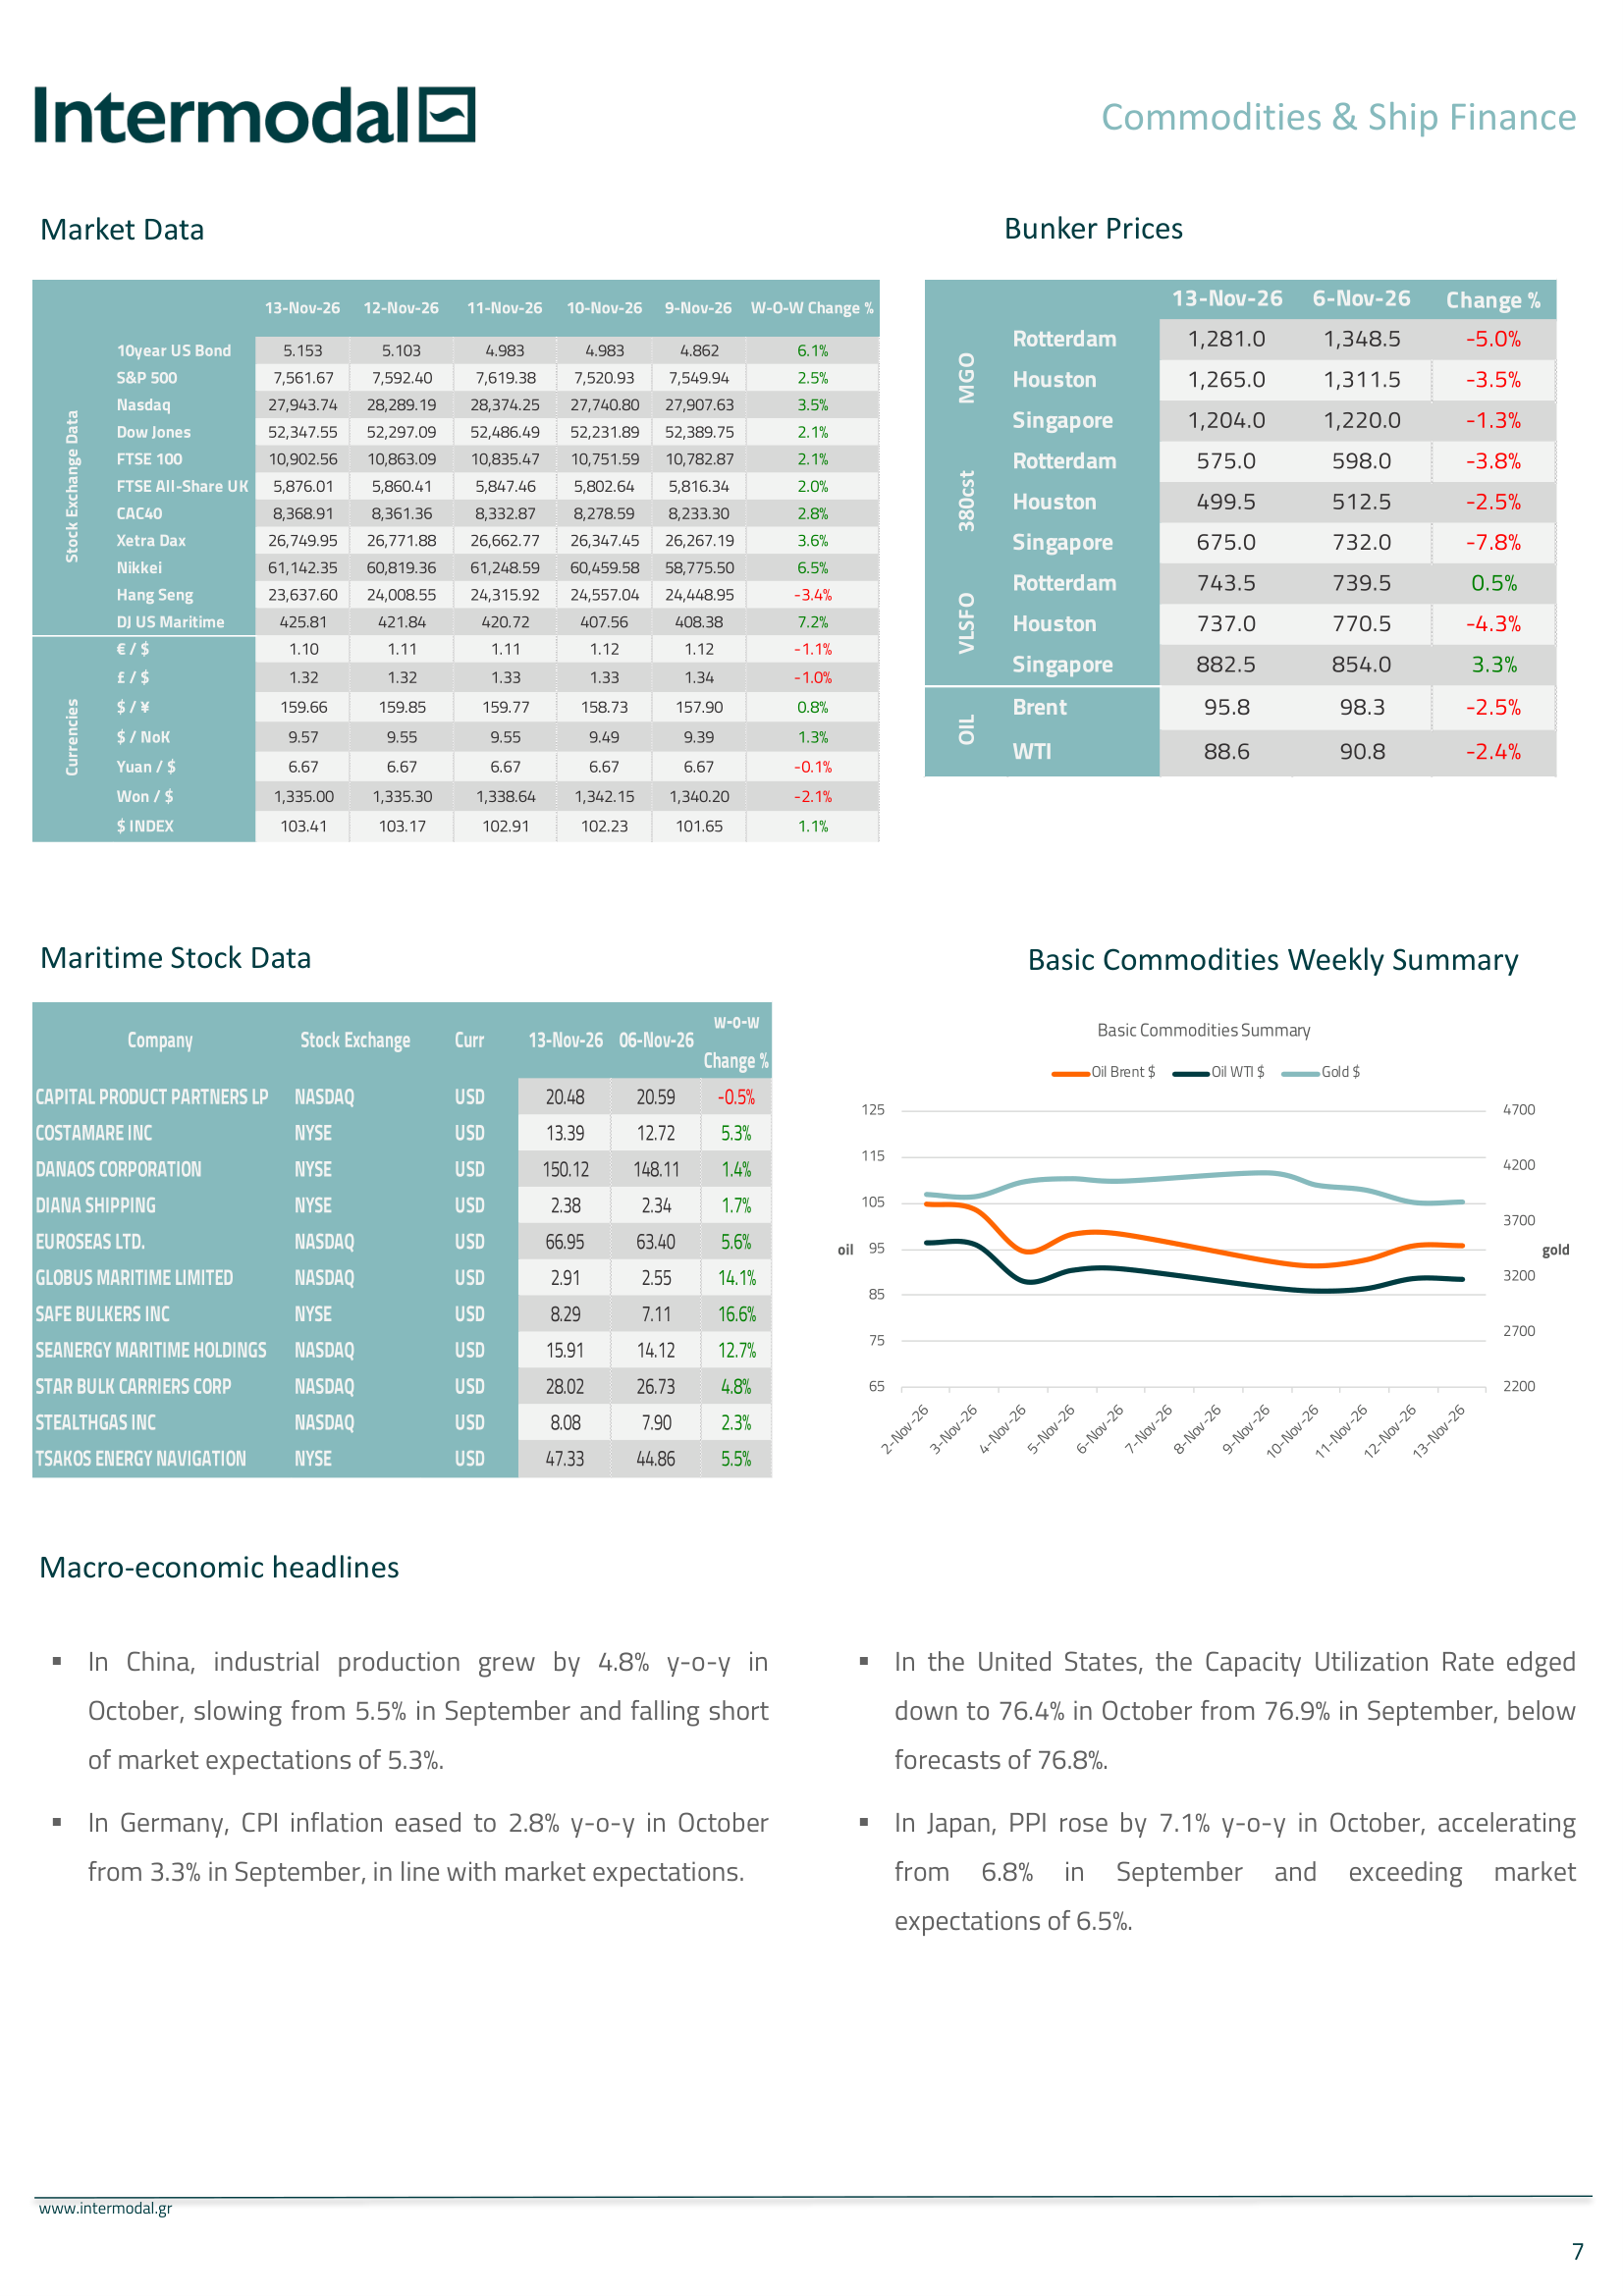 Intermodal
Commodities & Ship Finance
Market Data
13-Nov-26 12-Nov-26 11-Nov-26 10-Nov-26 9-Nov-26 W-O-W Change %
Stock Exchange Data
10year US Bond 5.153 5.103 4.983 4.983 4.862 6.1%
S&P 500 7,561.67 7,592.40 7,619.38 7,520.93 7,549.94 2.5%
Nasdaq 27,943.74 28,289.19 28,374.25 27,740.80 27,907.63 3.5%
Dow Jones 52,347.55 52,297.09 52,486.49 52,231.89 52,389.75 2.1%
FTSE 100 10,902.56 10,863.09 10,835.47 10,751.59 10,782.87 2.1%
FTSE All-Share UK 5,876.01 5,860.41 5,847.46 5,802.64 5,816.34 2.0%
CAC40 8,368.91 8,361.36 8,332.87 8,278.59 8,233.30 2.8%
Xetra Dax 26,749.95 26,771.88 26,662.77 26,347.45 26,267.19 3.6%
Nikkei 61,142.35 60,819.36 61,248.59 60,459.58 58,775.50 6.5%
Hang Seng 23,637.60 24,008.55 24,315.92 24,557.04 24,448.95 -3.4%
DJ US Maritime 425.81 421.84 420.72 407.56 408.38 7.2%
Currencies
€ / $ 1.10 1.11 1.11 1.12 1.12 -1.1%
£ / $ 1.32 1.32 1.33 1.33 1.34 -1.0%
$ / ¥ 159.66 159.85 159.77 158.73 157.90 0.8%
$ / NoK 9.57 9.55 9.55 9.49 9.39 1.3%
Yuan / $ 6.67 6.67 6.67 6.67 6.67 -0.1%
Won / $ 1,335.00 1,335.30 1,338.64 1,342.15 1,340.20 -2.1%
$ INDEX 103.41 103.17 102.91 102.23 101.65 1.1%
Bunker Prices
13-Nov-26 6-Nov-26 Change %
MGO
Rotterdam 1,281.0 1,348.5 -5.0%
Houston 1,265.0 1,311.5 -3.5%
Singapore 1,204.0 1,220.0 -1.3%
380cst
Rotterdam 575.0 598.0 -3.8%
Houston 499.5 512.5 -2.5%
Singapore 675.0 732.0 -7.8%
VLSFO
Rotterdam 743.5 739.5 0.5%
Houston 737.0 770.5 -4.3%
Singapore 882.5 854.0 3.3%
OIL
Brent 95.8 98.3 -2.5%
WTI 88.6 90.8 -2.4%
Maritime Stock Data
Company Stock Exchange Curr 13-Nov-26 06-Nov-26 w-o-w Change %
CAPITAL PRODUCT PARTNERS LP NASDAQ USD 20.48 20.59 -0.5%
COSTAMARE INC NYSE USD 13.39 12.72 5.3%
DANAOS CORPORATION NYSE USD 150.12 148.11 1.4%
DIANA SHIPPING NYSE USD 2.38 2.34 1.7%
EUROSEAS LTD. NASDAQ USD 66.95 63.40 5.6%
GLOBUS MARITIME LIMITED NASDAQ USD 2.91 2.55 14.1%
SAFE BULKERS INC NYSE USD 8.29 7.11 16.6%
SEANERGY MARITIME HOLDINGS NASDAQ USD 15.91 14.12 12.7%
STAR BULK CARRIERS CORP NASDAQ USD 28.02 26.73 4.8%
STEALTHGAS INC NASDAQ USD 8.08 7.90 2.3%
TSAKOS ENERGY NAVIGATION NYSE USD 47.33 44.86 5.5%
Basic Commodities Weekly Summary
Basic Commodities Summary
Oil Brent $ Oil WTI $ Gold $
125 4700
115 4200
105 3700
oil 95 gold
85 3200
75 2700
65 2200
2-Nov-26 3-Nov-26 4-Nov-26 5-Nov-26 6-Nov-26 7-Nov-26 8-Nov-26 9-Nov-26 10-Nov-26 11-Nov-26 12-Nov-26 13-Nov-26
Macro-economic headlines
▪ In China, industrial production grew by 4.8% y-o-y in
October, slowing from 5.5% in September and falling short
of market expectations of 5.3%.
▪ In Germany, CPI inflation eased to 2.8% y-o-y in October
from 3.3% in September, in line with market expectations.
▪ In the United States, the Capacity Utilization Rate edged
down to 76.4% in October from 76.9% in September, below
forecasts of 76.8%.
▪ In Japan, PPI rose by 7.1% y-o-y in October, accelerating
from 6.8% in September and exceeding market
expectations of 6.5%.
www.intermodal.gr
7